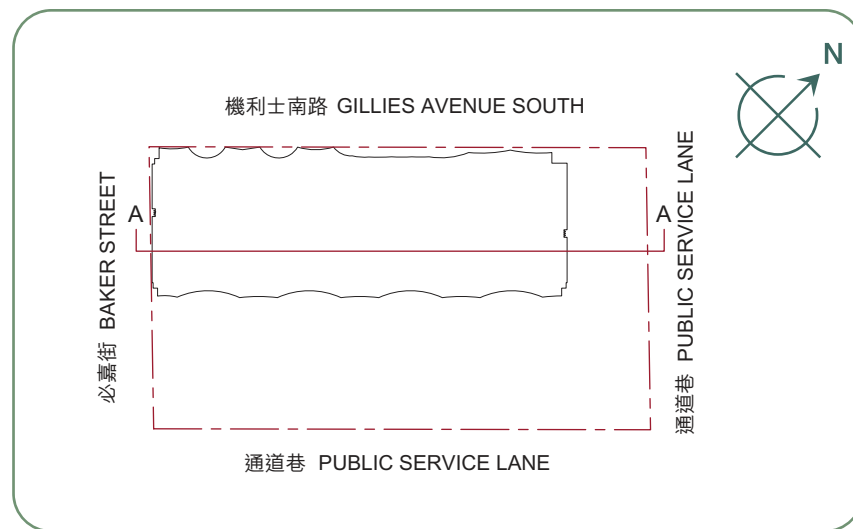 N
機利士南路 GILLIES AVENUE SOUTH
必嘉街 BAKER STREET
A
A
通道巷 PUBLIC SERVICE LANE
通道巷 PUBLIC SERVICE LANE